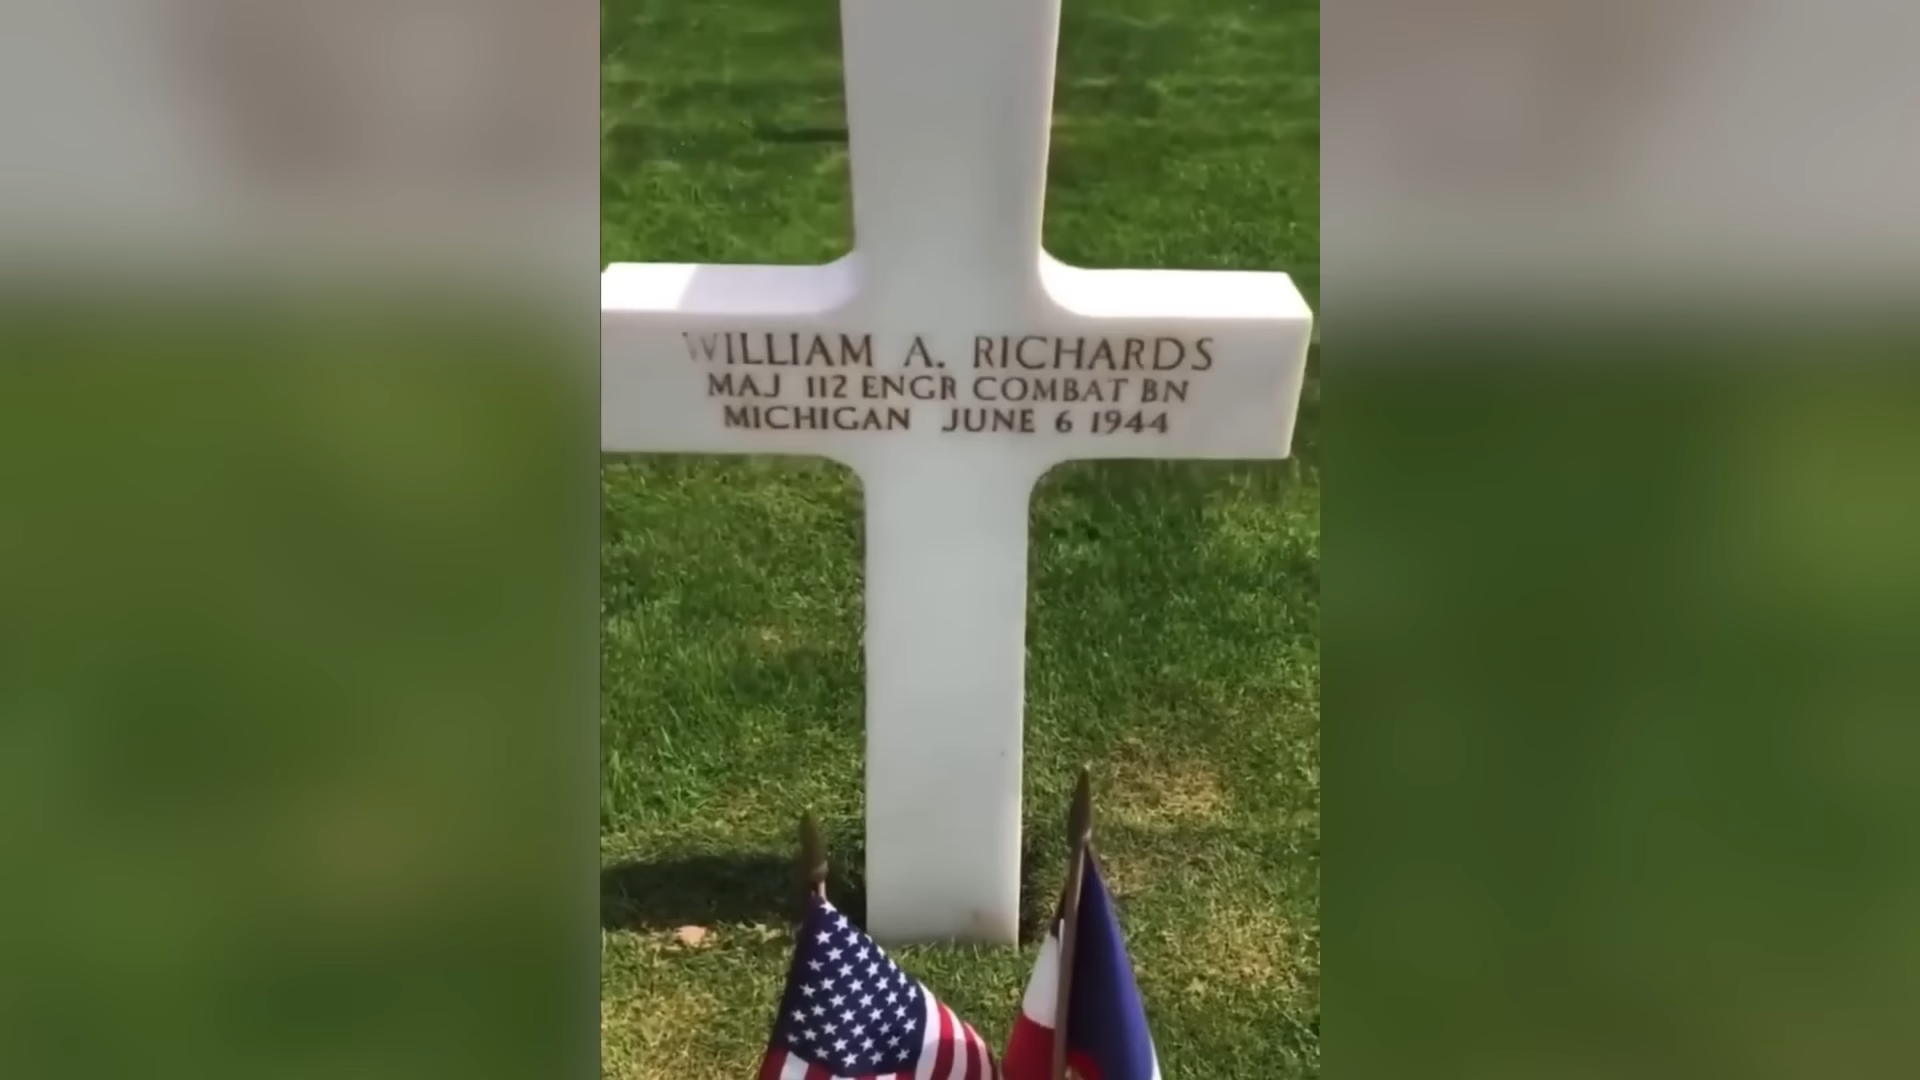 WILLIAM A. RICHARDS
MAJ 112 ENGR COMBAT BN
MICHIGAN JUNE 6 1944